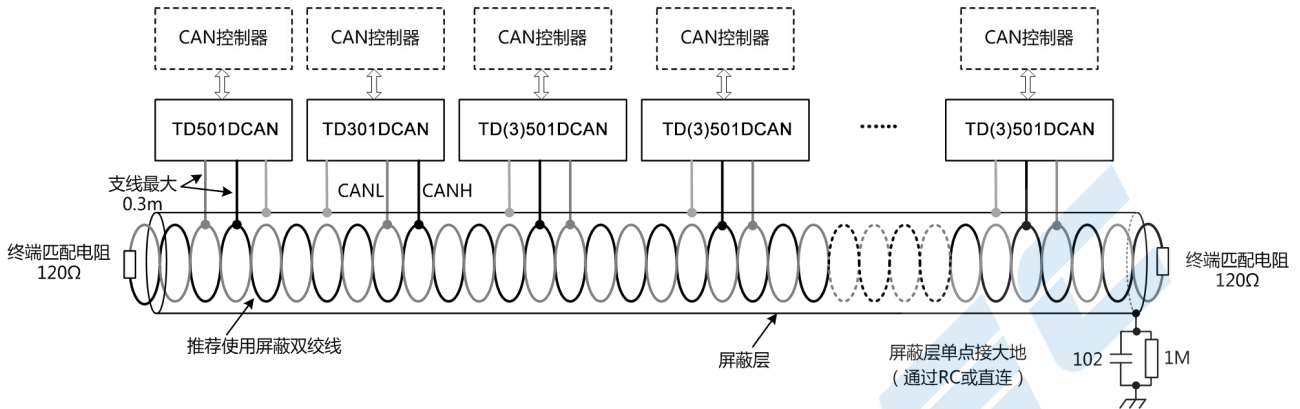 CAN控制器
CAN控制器
CAN控制器
CAN控制器
CAN控制器
TD501DCAN
TD301DCAN
TD(3)501DCAN
TD(3)501DCAN
······
TD(3)501DCAN
支线最大
0.3m
CANL
CANH
终端匹配电阻
120Ω
终端匹配电阻
120Ω
推荐使用屏蔽双绞线
屏蔽层
屏蔽层单点接大地
（通过RC或直连）
102
1M